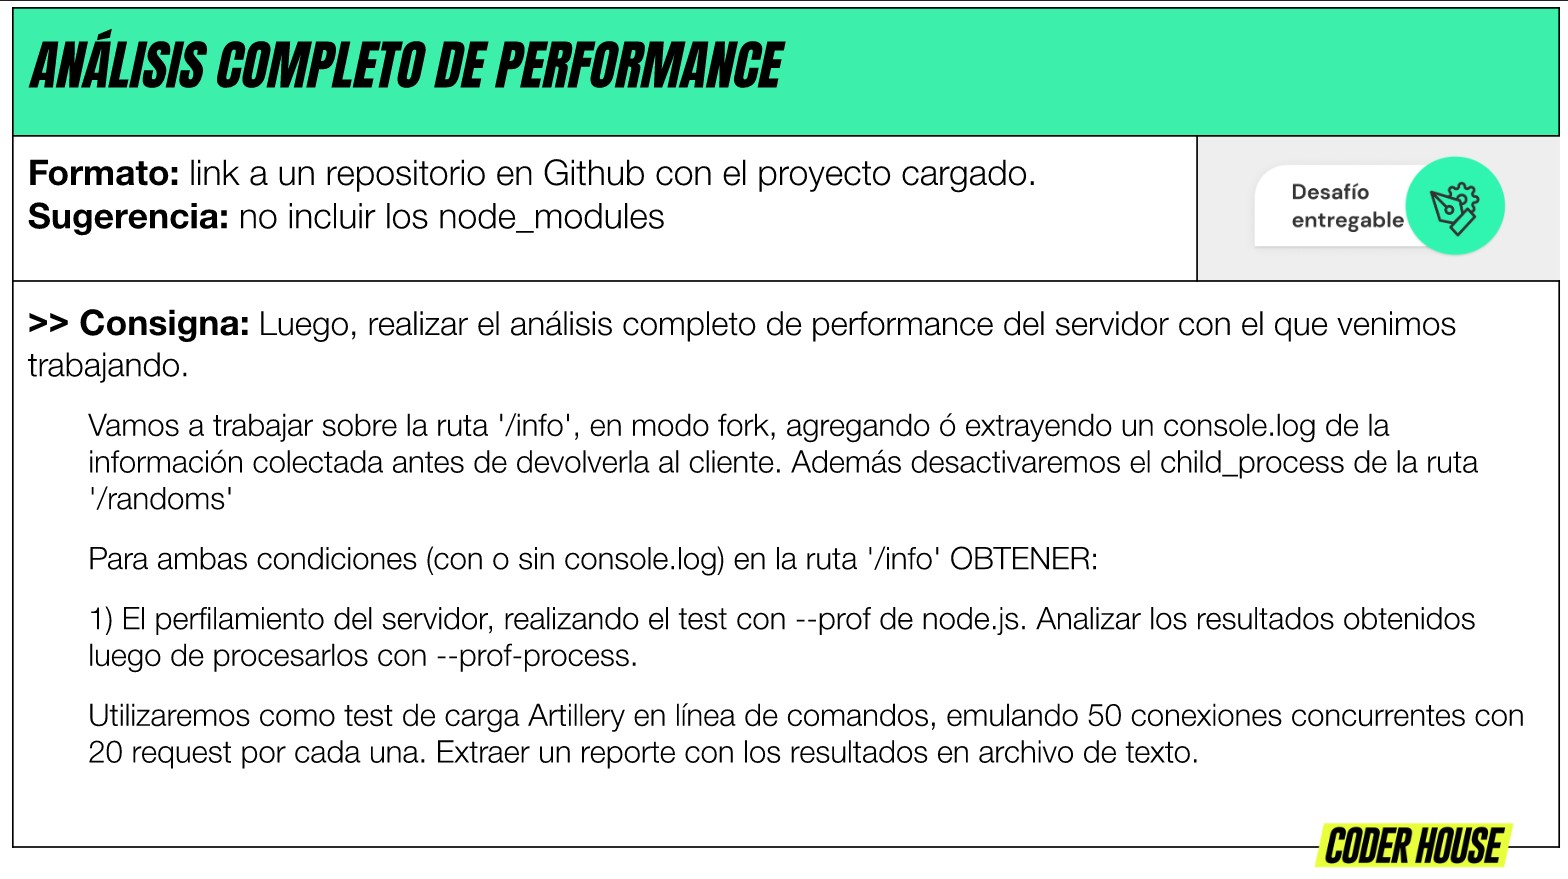 ANÁLISIS COMPLETO DE PERFORMANCE
Formato: link a un repositorio en Github con el proyecto cargado.
Sugerencia: no incluir los node_modules
Desafío
entregable
>> Consigna: Luego, realizar el análisis completo de performance del servidor con el que venimos
trabajando.
Vamos a trabajar sobre la ruta '/info', en modo fork, agregando ó extrayendo un console.log de la
información colectada antes de devolverla al cliente. Además desactivaremos el child_process de la ruta
'/randoms'
Para ambas condiciones (con o sin console.log) en la ruta '/info' OBTENER:
1) El perfilamiento del servidor, realizando el test con --prof de node.js. Analizar los resultados obtenidos
luego de procesarlos con --prof-process.
Utilizaremos como test de carga Artillery en línea de comandos, emulando 50 conexiones concurrentes con
20 request por cada una. Extraer un reporte con los resultados en archivo de texto.
CODER HOUSE